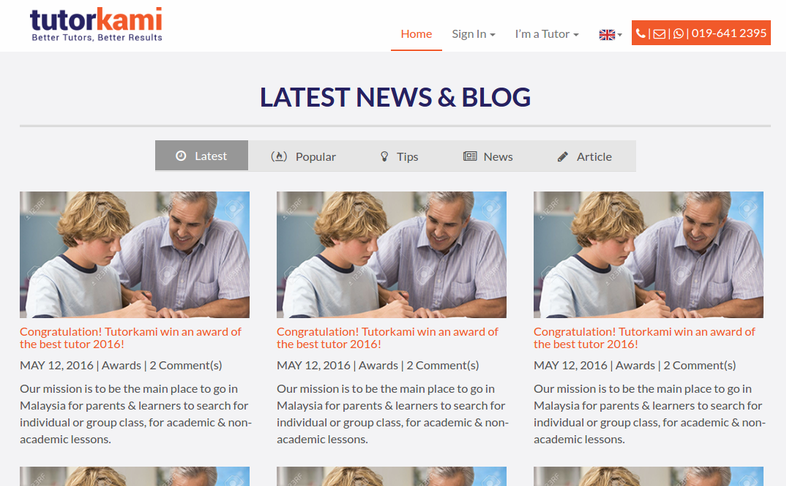 tutorkami
Better Tutors, Better Results
Home Sign In I'm a Tutor | | | 019-641 2395
LATEST NEWS & BLOG
Latest Popular Tips News Article
Congratulation! Tutorkami win an award of
the best tutor 2016!
MAY 12, 2016 | Awards | 2 Comment(s)
Our mission is to be the main place to go in
Malaysia for parents & learners to search for
individual or group class, for academic & non-
academic lessons.
Congratulation! Tutorkami win an award of
the best tutor 2016!
MAY 12, 2016 | Awards | 2 Comment(s)
Our mission is to be the main place to go in
Malaysia for parents & learners to search for
individual or group class, for academic & non-
academic lessons.
Congratulation! Tutorkami win an award of
the best tutor 2016!
MAY 12, 2016 | Awards | 2 Comment(s)
Our mission is to be the main place to go in
Malaysia for parents & learners to search for
individual or group class, for academic & non-
academic lessons.